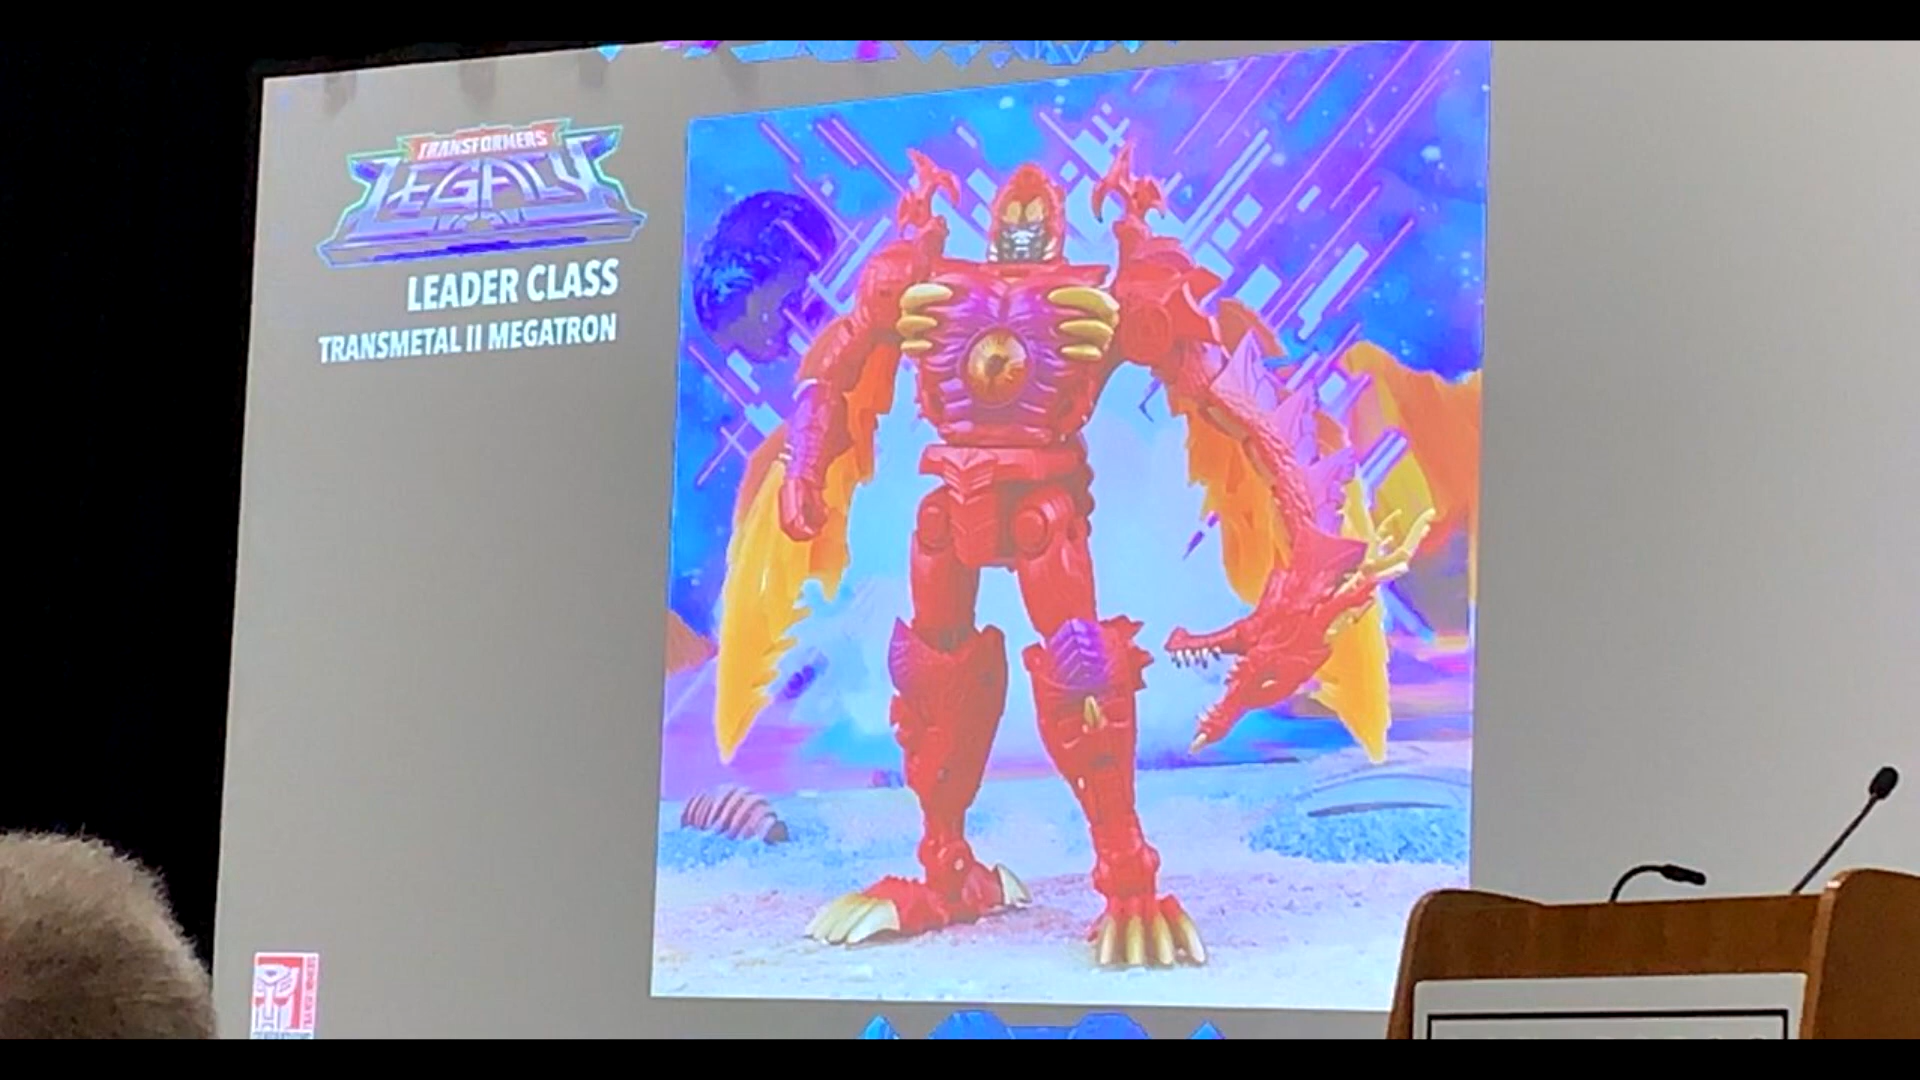 TRANSFORMERS
LEGACY
LEADER CLASS
TRANSMETAL II MEGATRON